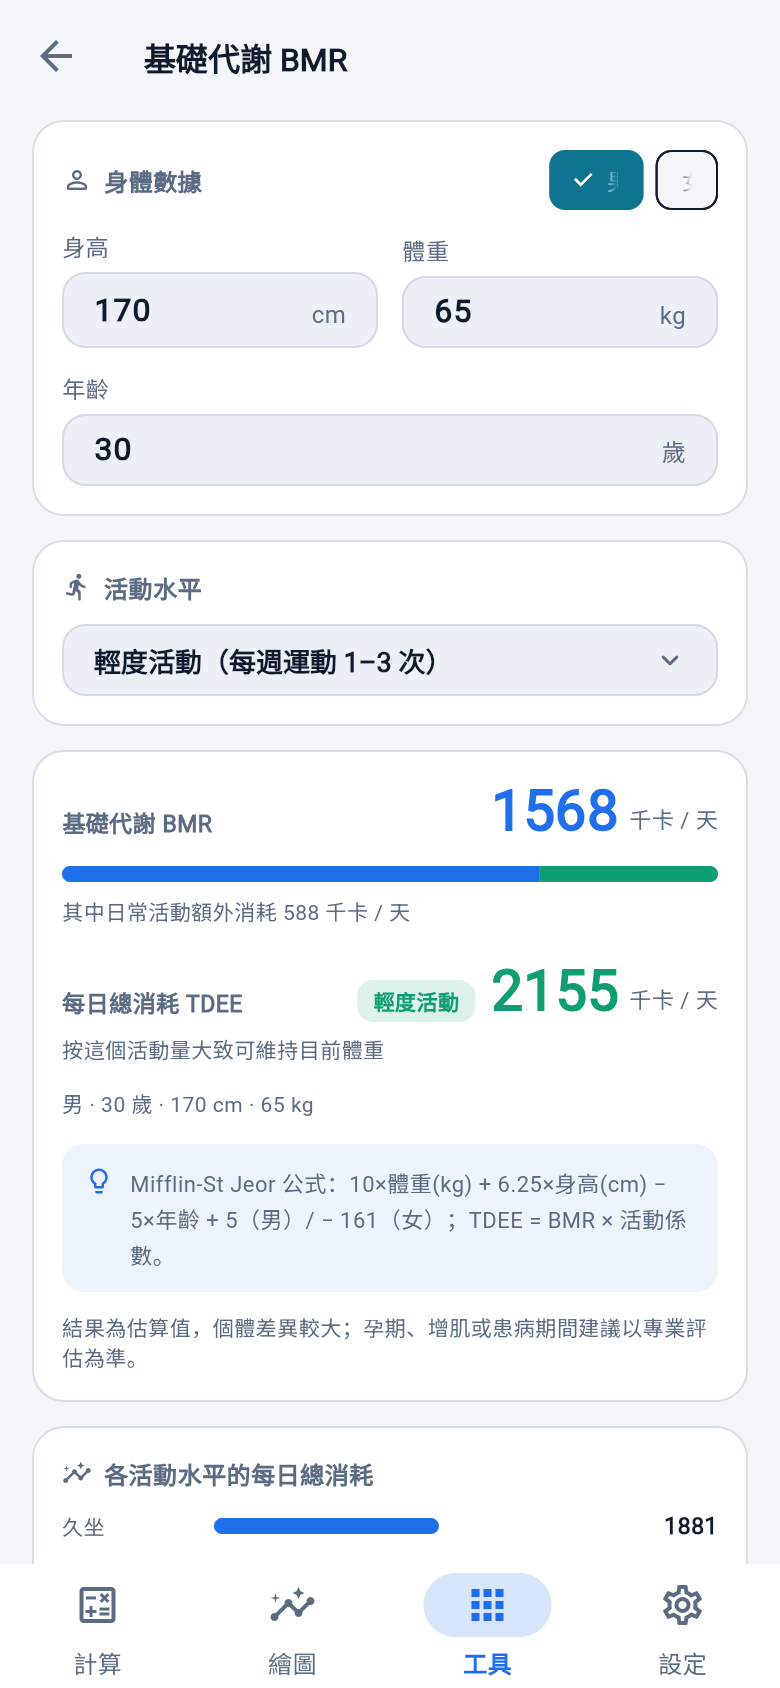 基礎代謝 BMR
身體數據
身高
體重
170 cm
65 kg
年齡
30 歲
活動水平
輕度活動（每週運動 1–3 次）
基礎代謝 BMR 1568 千卡 / 天
其中日常活動額外消耗 588 千卡 / 天
每日總消耗 TDEE 輕度活動 2155 千卡 / 天
按這個活動量大致可維持目前體重
男 · 30 歲 · 170 cm · 65 kg
Mifflin-St Jeor 公式：10×體重(kg) + 6.25×身高(cm) −
5×年齡 + 5（男）/ − 161（女）；TDEE = BMR × 活動係
數。
結果為估算值，個體差異較大；孕期、增肌或患病期間建議以專業評
估為準。
各活動水平的每日總消耗
久坐 1881
計算 繪圖 工具 設定